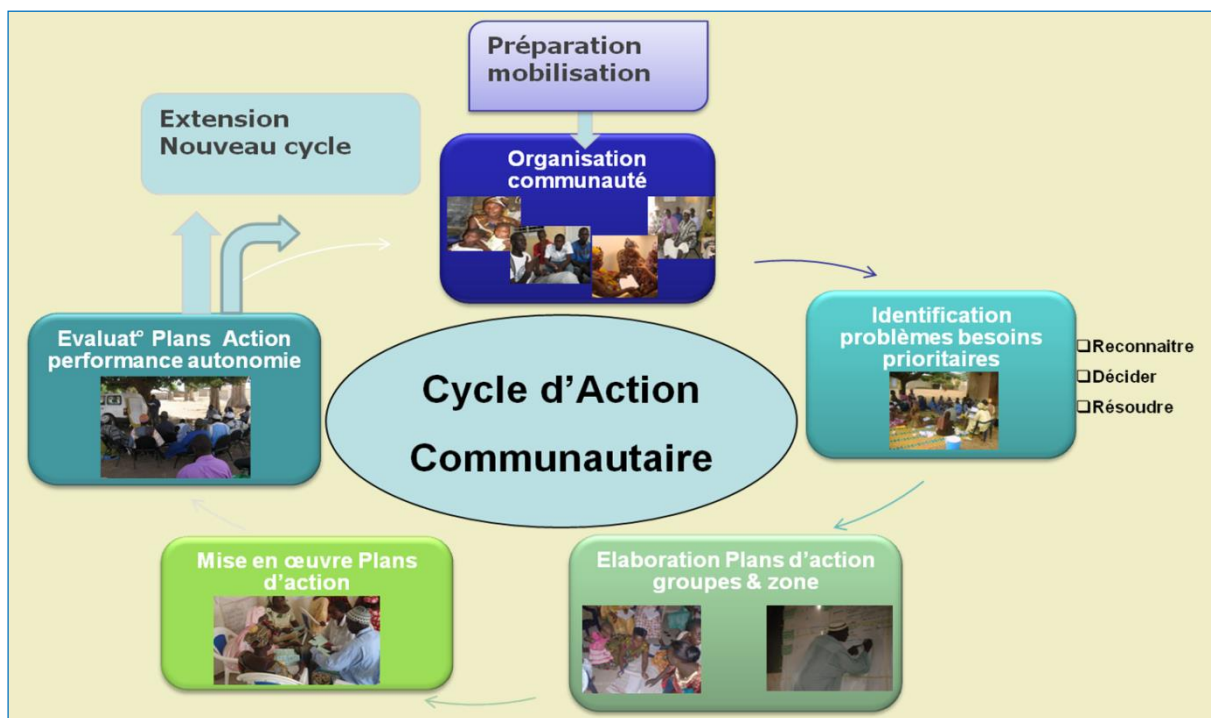 Préparation
mobilisation
Extension
Nouveau cycle
Organisation
communauté
Identification
problèmes besoins
prioritaires
❑Reconnaitre
❑Décider
❑Résoudre
Evaluat° Plans Action
performance autonomie
Cycle d’Action
Communautaire
Mise en œuvre Plans
d’action
Elaboration Plans d’action
groupes & zone